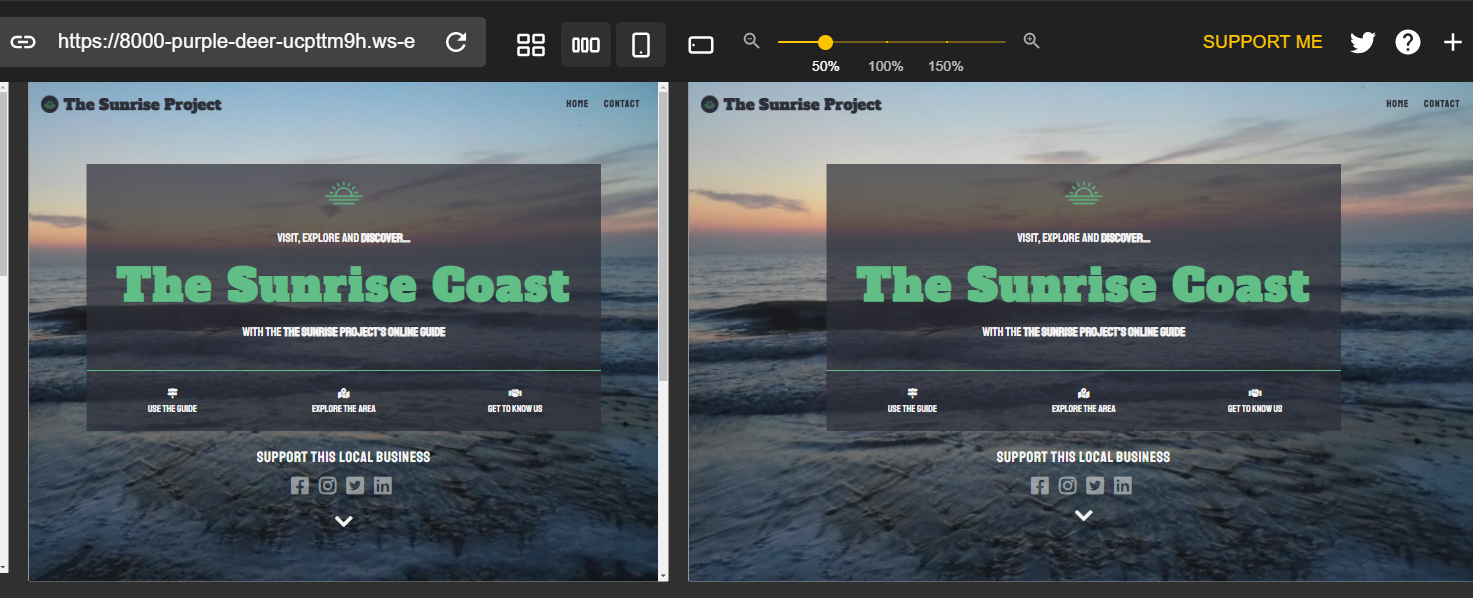 https://8000-purple-deer-ucpttm9h.ws-e
50% 100% 150%
SUPPORT ME
The Sunrise Project
HOME CONTACT
VISIT, EXPLORE AND DISCOVER...
The Sunrise Coast
WITH THE THE SUNRISE PROJECT'S ONLINE GUIDE
USE THE GUIDE EXPLORE THE AREA GET TO KNOW US
SUPPORT THIS LOCAL BUSINESS
The Sunrise Project
HOME CONTACT
VISIT, EXPLORE AND DISCOVER...
The Sunrise Coast
WITH THE THE SUNRISE PROJECT'S ONLINE GUIDE
USE THE GUIDE EXPLORE THE AREA GET TO KNOW US
SUPPORT THIS LOCAL BUSINESS